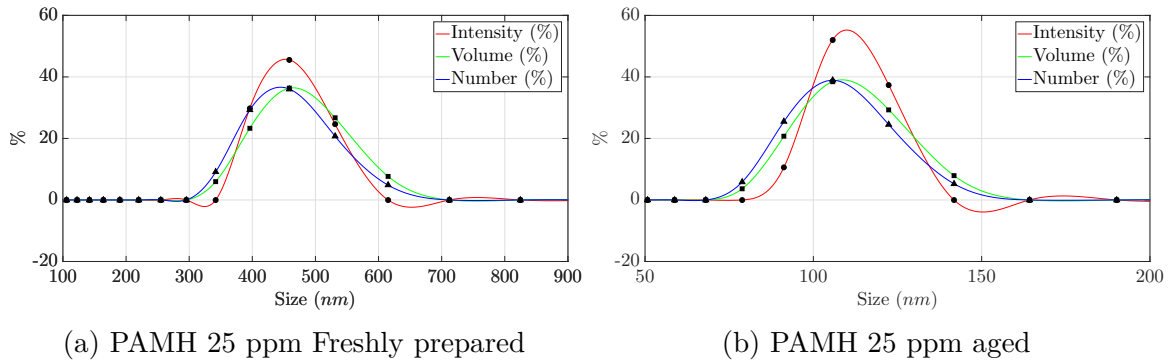 60
40
20
0
-20
%
100 200 300 400 500 600 700 800 900
Size (nm)
Intensity (%)
Volume (%)
Number (%)
(a) PAMH 25 ppm Freshly prepared
60
40
20
0
-20
%
50 100 150 200
Size (nm)
Intensity (%)
Volume (%)
Number (%)
(b) PAMH 25 ppm aged